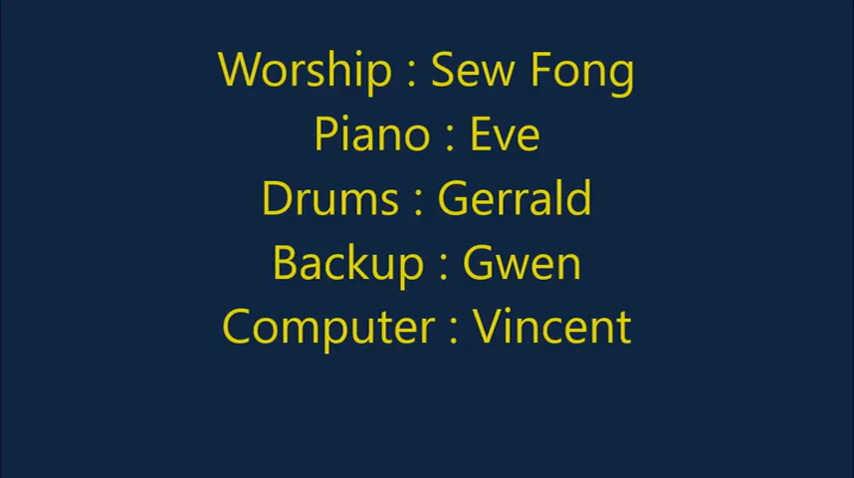 Worship : Sew Fong
Piano : Eve
Drums : Gerrald
Backup : Gwen
Computer : Vincent